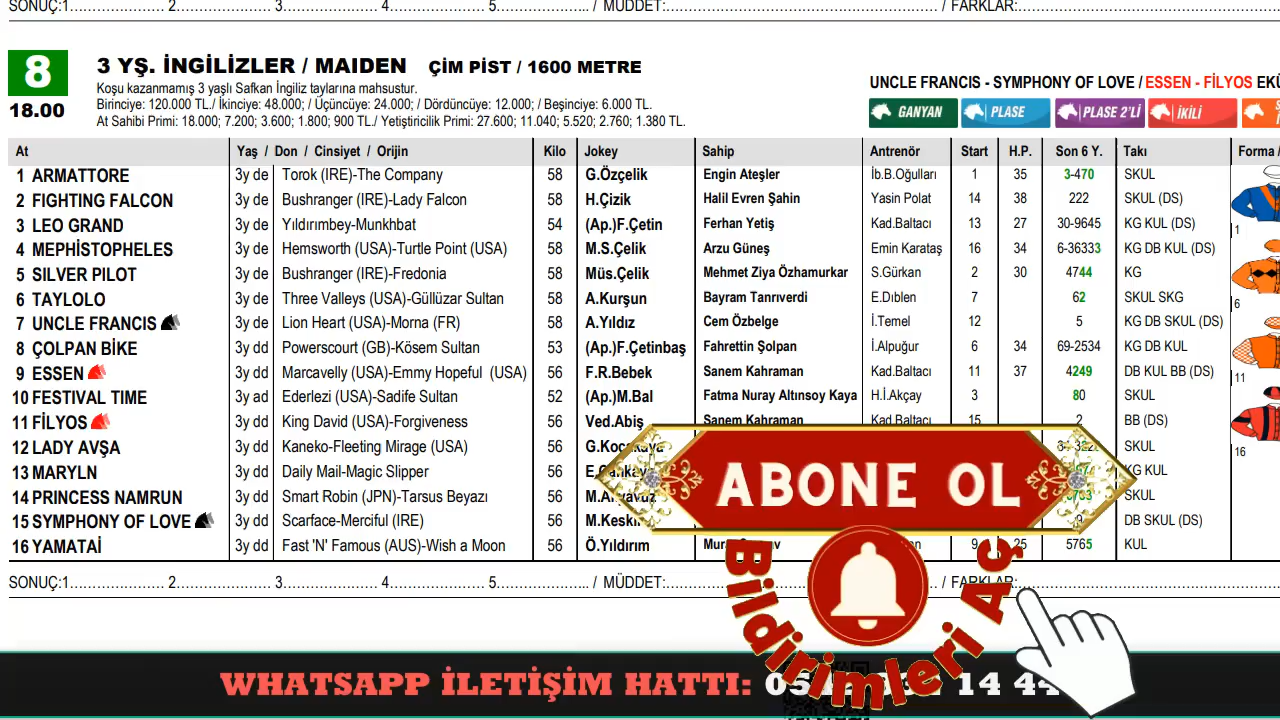 SONUÇ:1....................... 2....................... 3....................... 4....................... 5....................... / MÜDDET:....................... / FARKLAR:.......................
8 3 YŞ. İNGİLİZLER / MAIDEN ÇİM PİST / 1600 METRE
18.00
Koşu kazanmamış 3 yaşlı Safkan İngiliz taylarına mahsustur.
Birinciye: 120.000 TL./ İkinciye: 48.000; / Üçüncüye: 24.000; / Dördüncüye: 12.000; / Beşinciye: 6.000 TL.
At Sahibi Primi: 18.000; 7.200; 3.600; 1.800; 900 TL./ Yetiştirizilik Primi: 27.600; 11.040; 5.520; 2.760; 1.380 TL.
UNCLE FRANCIS - SYMPHONY OF LOVE / ESSEN - FİLYOS EKÜ
GANYAN PLASE PLASE 2'Lİ İKİLİ
At Yaş / Don / Cinsiyet / Orijin Kilo Jokey Sahip Antrenör Start H.P. Son 6 Y. Takı Forma /
1 ARMATTORE 3y de Torok (IRE)-The Company 58 G.Özçelik Engin Ateşler İb.B.Oğulları 1 35 3-470 SKUL
2 FIGHTING FALCON 3y de Bushranger (IRE)-Lady Falcon 58 H.Çizik Halil Evren Şahin Yasin Polat 14 38 222 SKUL (DS)
3 LEO GRAND 3y de Yıldırımbey-Munkhbat 54 (Ap.)F.Çetin Ferhan Yetiş Kad.Baltacı 13 27 30-9645 KG KUL (DS) 1
4 MEPHİSTOPHELES 3y de Hemsworth (USA)-Turtle Point (USA) 58 M.S.Çelik Arzu Güneş Emin Karataş 16 34 6-36333 KG DB KUL (DS)
5 SILVER PILOT 3y de Bushranger (IRE)-Fredonia 58 Müs.Çelik Mehmet Ziya Özhamurkar S.Gürkan 2 30 4744 KG
6 TAYLOLO 3y de Three Valleys (USA)-Güllüzar Sultan 58 A.Kurşun Bayram Tanrıverdi E.Dıblen 7 62 SKUL SKG 6
7 UNCLE FRANCIS 3y de Lion Heart (USA)-Morna (FR) 58 A.Yıldız Cem Özbelge İ.Temel 12 5 KG DB SKUL (DS)
8 ÇOLPAN BİKE 3y dd Powerscourt (GB)-Kösem Sultan 53 (Ap.)F.Çetinbaş Fahrettin Şolpan İ.Alpuğur 6 34 69-2534 KG DB KUL
9 ESSEN 3y dd Marcavelly (USA)-Emmy Hopeful (USA) 56 F.R.Bebek Sanem Kahraman Kad.Baltacı 11 37 4249 DB KUL BB (DS) 11
10 FESTIVAL TIME 3y ad Ederlezi (USA)-Sadife Sultan 52 (Ap.)M.Bal Fatma Nuray Altınsoy Kaya H.İ.Akçay 3 80 SKUL
11 FİLYOS 3y dd King David (USA)-Forgiveness 56 Ved.Abiş Sanem Kahraman Kad.Baltacı 15 2 BB (DS)
12 LADY AVŞA 3y dd Kaneko-Fleeting Mirage (USA) 56 SKUL 16
13 MARYLN 3y dd Daily Mail-Magic Slipper 56 KG KUL
14 PRINCESS NAMRUN 3y dd Smart Robin (JPN)-Tarsus Beyazı 56 SKUL
15 SYMPHONY OF LOVE 3y dd Scarface-Merciful (IRE) 56 DB SKUL (DS)
16 YAMATAİ 3y dd Fast 'N' Famous (AUS)-Wish a Moon 56 Ö.Yıldırım 9 25 5765 KUL
ABONE OL
Bildirimleri Aç
SONUÇ:1....................... 2....................... 3....................... 4....................... 5....................... / MÜDDET:....................... / FARKLAR:.......................
WHATSAPP İLETİŞİM HATTI: 05 14 44